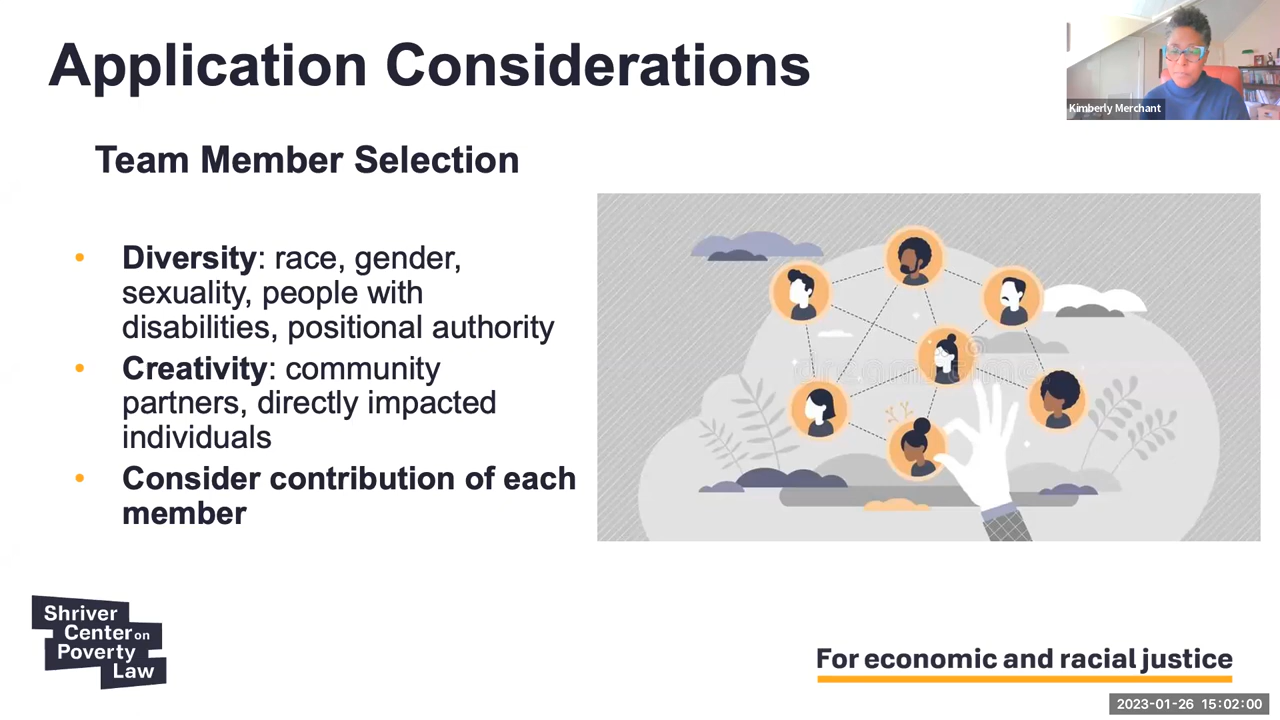 Application Considerations
Kimberly Merchant
Team Member Selection
• Diversity: race, gender,
sexuality, people with
disabilities, positional authority
• Creativity: community
partners, directly impacted
individuals
• Consider contribution of each
member
Shriver
Center on
Poverty
Law
For economic and racial justice
2023-01-26 15:02:00